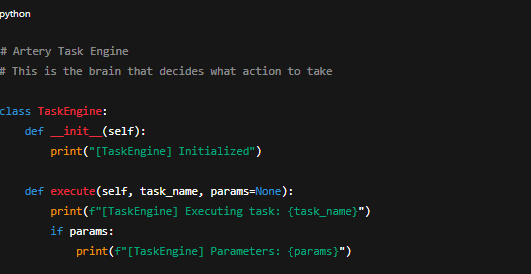 python
# Artery Task Engine
# This is the brain that decides what action to take
class TaskEngine:
    def __init__(self):
        print("[TaskEngine] Initialized")
    def execute(self, task_name, params=None):
        print(f"[TaskEngine] Executing task: {task_name}")
        if params:
            print(f"[TaskEngine] Parameters: {params}")